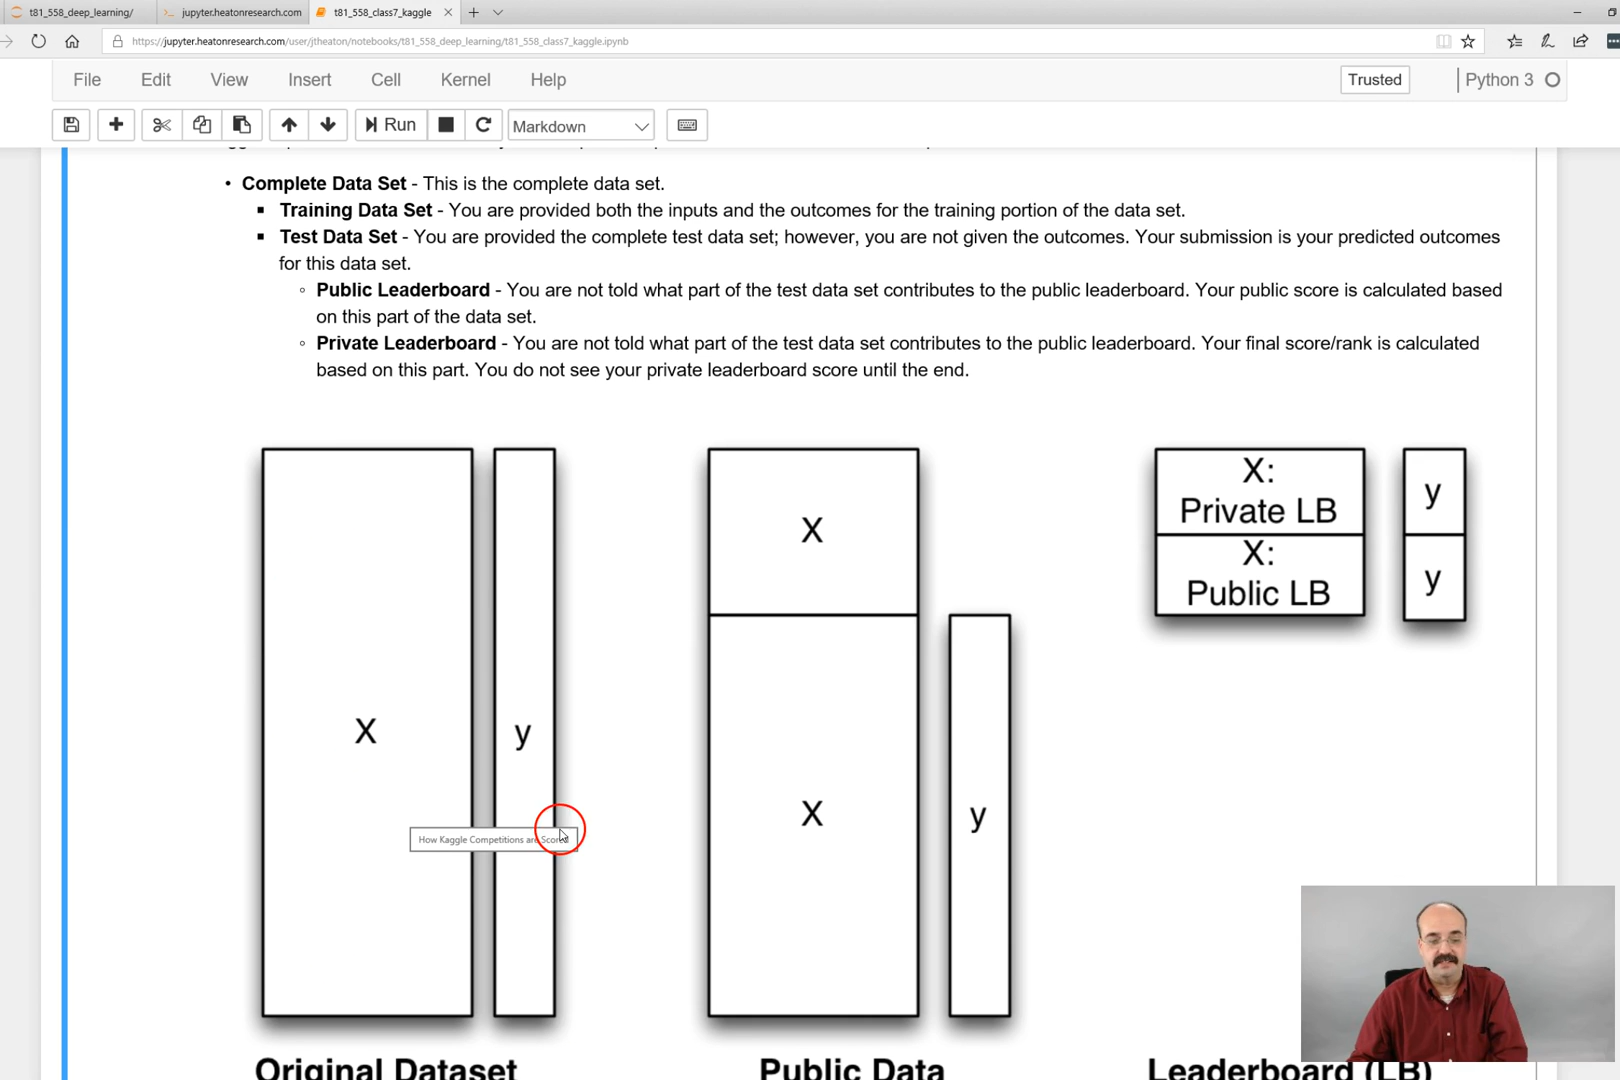 t81_558_deep_learning/
jupyter.heatonresearch.com
t81_558_class7_kaggle
https://jupyter.heatonresearch.com/user/jtheaton/notebooks/t81_558_deep_learning/t81_558_class7_kaggle.ipynb
File Edit View Insert Cell Kernel Help Trusted Python 3
Run Markdown
• Complete Data Set - This is the complete data set.
▪ Training Data Set - You are provided both the inputs and the outcomes for the training portion of the data set.
▪ Test Data Set - You are provided the complete test data set; however, you are not given the outcomes. Your submission is your predicted outcomes
for this data set.
◦ Public Leaderboard - You are not told what part of the test data set contributes to the public leaderboard. Your public score is calculated based
on this part of the data set.
◦ Private Leaderboard - You are not told what part of the test data set contributes to the public leaderboard. Your final score/rank is calculated
based on this part. You do not see your private leaderboard score until the end.
X
y
How Kaggle Competitions are
Original Dataset
X
X
y
Public Data
X:
Private LB
y
X:
Public LB
y
Leaderboard (LB)